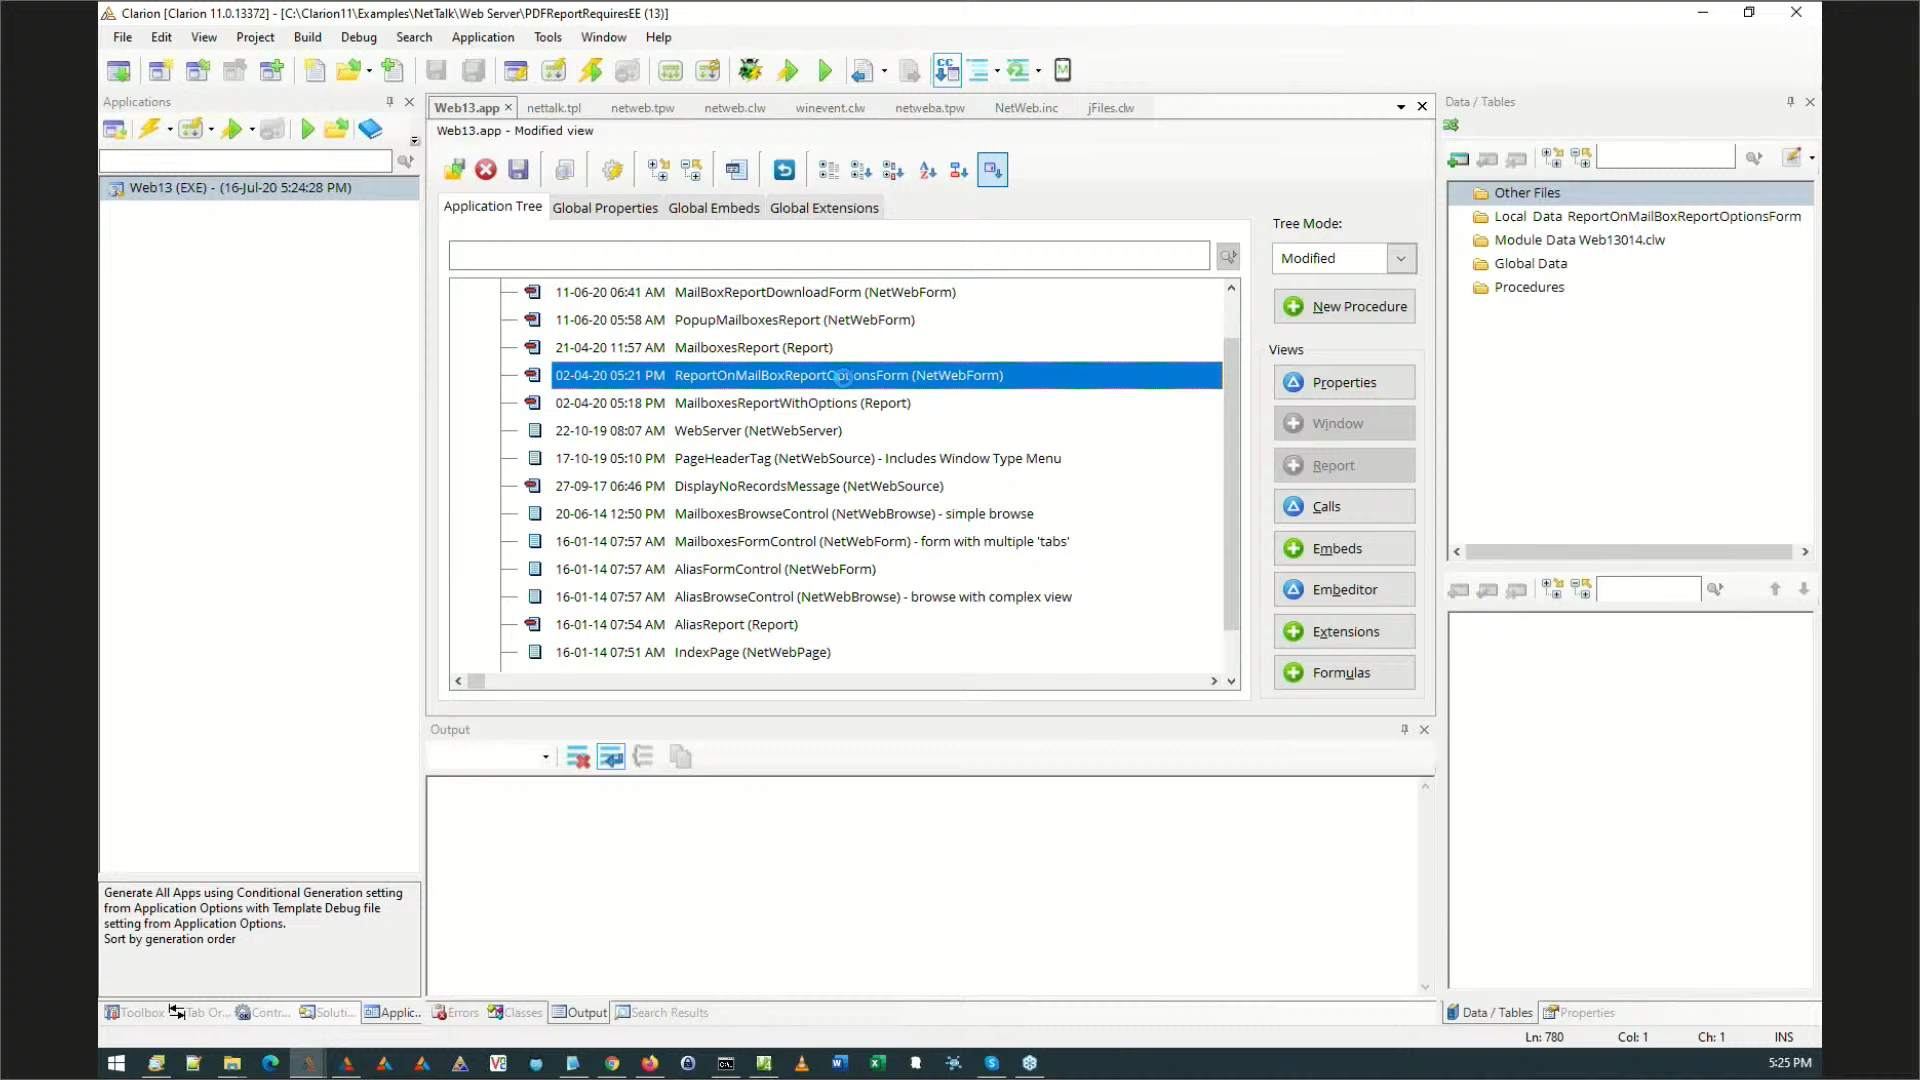 Clarion [Clarion 11.0.13372] - [C:\Clarion11\Examples\NetTalk\Web Server\PDFReportRequiresEE (13)]
File Edit View Project Build Debug Search Application Tools Window Help
Applications
Web13.app nettalk.tpl netweb.tpw netweb.clw winevent.clw netweba.tpw NetWeb.inc jFiles.clw
Data / Tables
Web13.app - Modified view
Web13 (EXE) - (16-Jul-20 5:24:28 PM)
Application Tree Global Properties Global Embeds Global Extensions
Tree Mode:
Modified
New Procedure
Views
Properties
Window
Report
Calls
Embeds
Embeditor
Extensions
Formulas
11-06-20 06:41 AM MailBoxReportDownloadForm (NetWebForm)
11-06-20 05:58 AM PopupMailboxesReport (NetWebForm)
21-04-20 11:57 AM MailboxesReport (Report)
02-04-20 05:21 PM ReportOnMailBoxReportOptionsForm (NetWebForm)
02-04-20 05:18 PM MailboxesReportWithOptions (Report)
22-10-19 08:07 AM WebServer (NetWebServer)
17-10-19 05:10 PM PageHeaderTag (NetWebSource) - Includes Window Type Menu
27-09-17 06:46 PM DisplayNoRecordsMessage (NetWebSource)
20-06-14 12:50 PM MailboxesBrowseControl (NetWebBrowse) - simple browse
16-01-14 07:57 AM MailboxesFormControl (NetWebForm) - form with multiple 'tabs'
16-01-14 07:57 AM AliasFormControl (NetWebForm)
16-01-14 07:57 AM AliasBrowseControl (NetWebBrowse) - browse with complex view
16-01-14 07:54 AM AliasReport (Report)
16-01-14 07:51 AM IndexPage (NetWebPage)
Other Files
Local Data ReportOnMailBoxReportOptionsForm
Module Data Web13014.clw
Global Data
Procedures
Output
Generate All Apps using Conditional Generation setting
from Application Options with Template Debug file
setting from Application Options.
Sort by generation order
Toolbox Tab Or... Contr... Soluti... Applic... Errors Classes Output Search Results
Data / Tables Properties
Ln: 780 Col: 1 Ch: 1 INS
5:25 PM